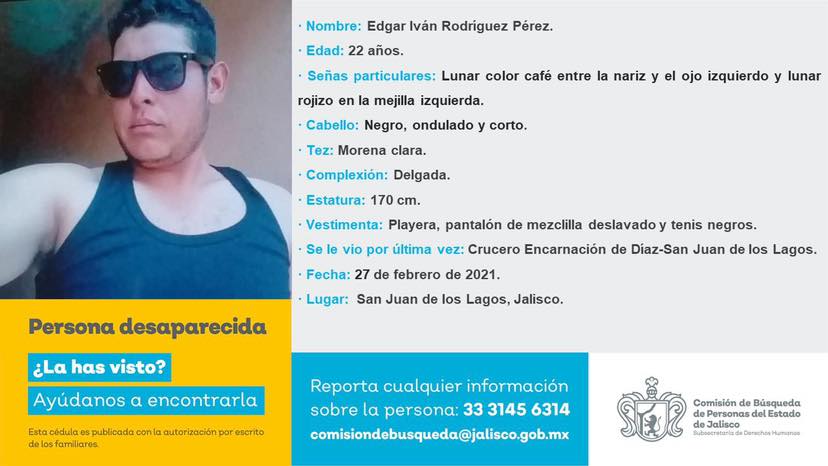 · Nombre: Edgar Iván Rodriguez Pérez.
· Edad: 22 años.
· Señas particulares: Lunar color café entre la nariz y el ojo izquierdo y lunar
rojizo en la mejilla izquierda.
· Cabello: Negro, ondulado y corto.
· Tez: Morena clara.
· Complexión: Delgada.
· Estatura: 170 cm.
· Vestimenta: Playera, pantalón de mezclilla deslavado y tenis negros.
· Se le vio por última vez: Crucero Encarnación de Díaz-San Juan de los Lagos.
· Fecha: 27 de febrero de 2021.
· Lugar: San Juan de los Lagos, Jalisco.
Persona desaparecida
¿La has visto?
Ayúdanos a encontrarla
Esta cédula es publicada con la autorización por escrito
de los familiares.
Reporta cualquier información
sobre la persona: 33 3145 6314
comisiondebusqueda@jalisco.gob.mx
Comisión de Búsqueda
de Personas del Estado
de Jalisco
Subsecretaría de Derechos Humanos